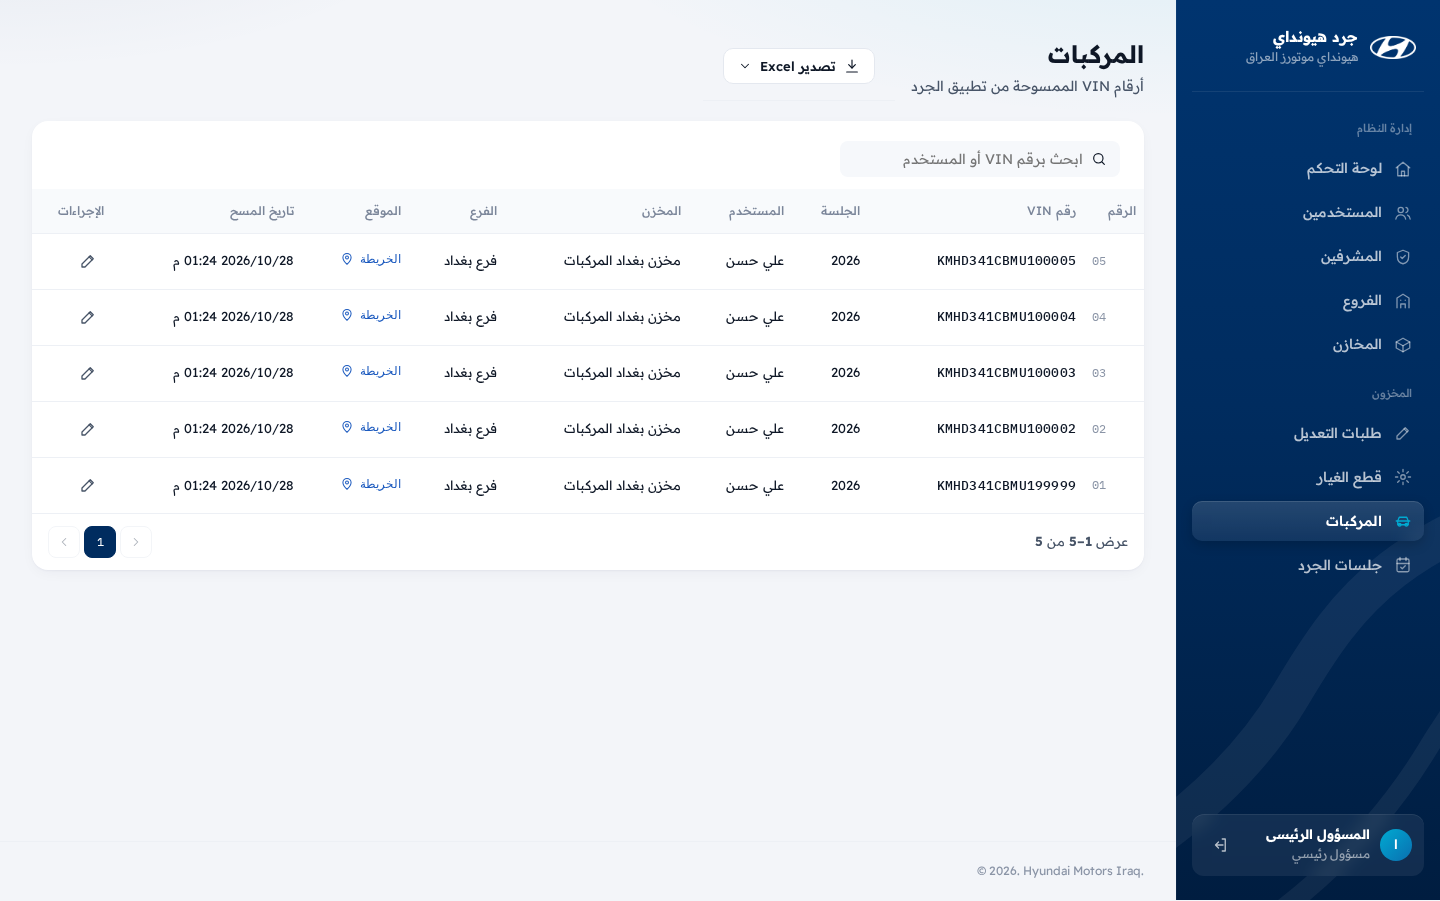 جرد هيونداي
هيونداي موتورز العراق
إدارة النظام
لوحة التحكم
المستخدمين
المشرفين
الفروع
المخازن
المخزون
طلبات التعديل
قطع الغيار
المركبات
جلسات الجرد
ا
المسؤول الرئيسي
مسؤول رئيسي
المركبات
أرقام VIN الممسوحة من تطبيق الجرد
تصدير Excel
ابحث برقم VIN أو المستخدم
الرقم رقم VIN الجلسة المستخدم المخزن الفرع الموقع تاريخ المسح الإجراءات
05 KMHD341CBMU100005 2026 علي حسن مخزن بغداد المركبات فرع بغداد الخريطة 2026/10/28 01:24 م
04 KMHD341CBMU100004 2026 علي حسن مخزن بغداد المركبات فرع بغداد الخريطة 2026/10/28 01:24 م
03 KMHD341CBMU100003 2026 علي حسن مخزن بغداد المركبات فرع بغداد الخريطة 2026/10/28 01:24 م
02 KMHD341CBMU100002 2026 علي حسن مخزن بغداد المركبات فرع بغداد الخريطة 2026/10/28 01:24 م
01 KMHD341CBMU199999 2026 علي حسن مخزن بغداد المركبات فرع بغداد الخريطة 2026/10/28 01:24 م
عرض 1–5 من 5
1
© 2026. Hyundai Motors Iraq.